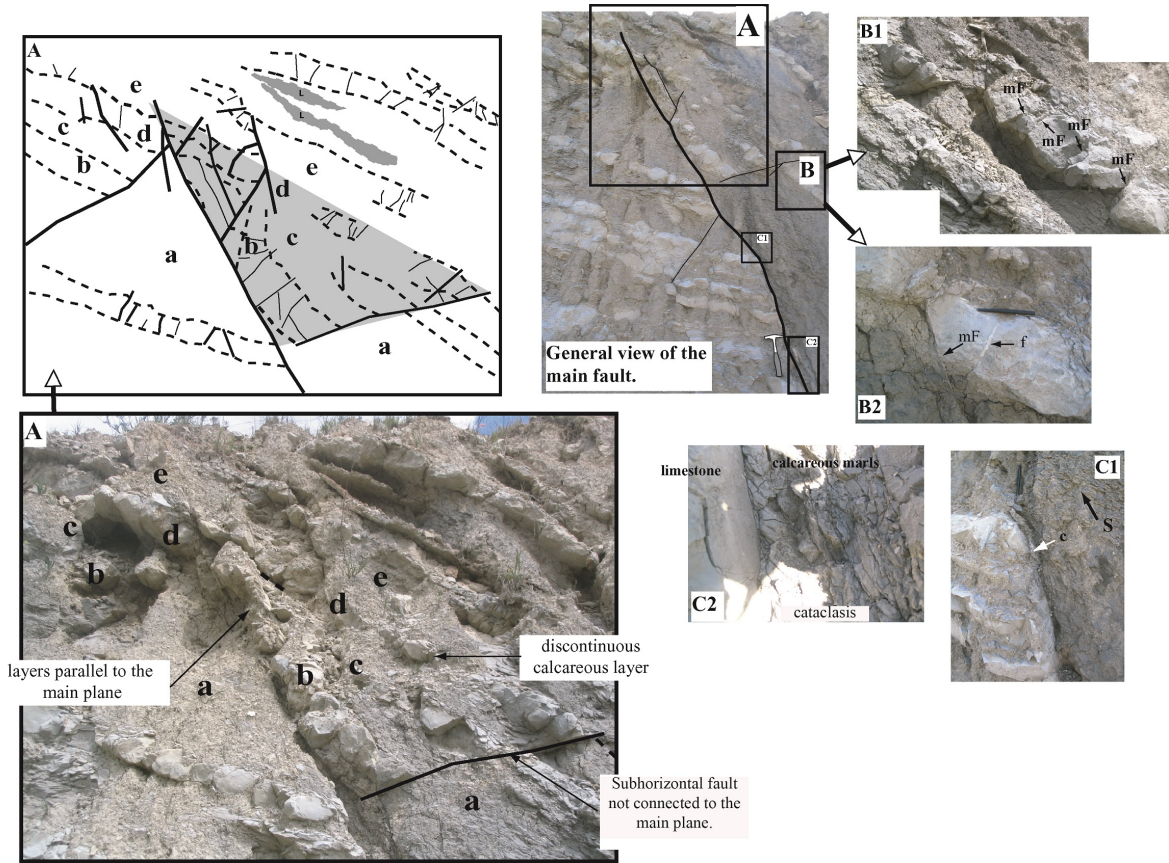 A
e
e
c
d
b
d
a
b
c
a
L
L
A
B
C1
C2
General view of the
main fault.
B1
mF
mF
mF
mF
mF
B2
mF
f
A
e
c
d
b
e
d
c
b
a
a
layers parallel to the
main plane
discontinuous
calcareous layer
Subhorizontal fault
not connected to the
main plane.
limestone
calcareous marls
C2
cataclasis
C1
S
c